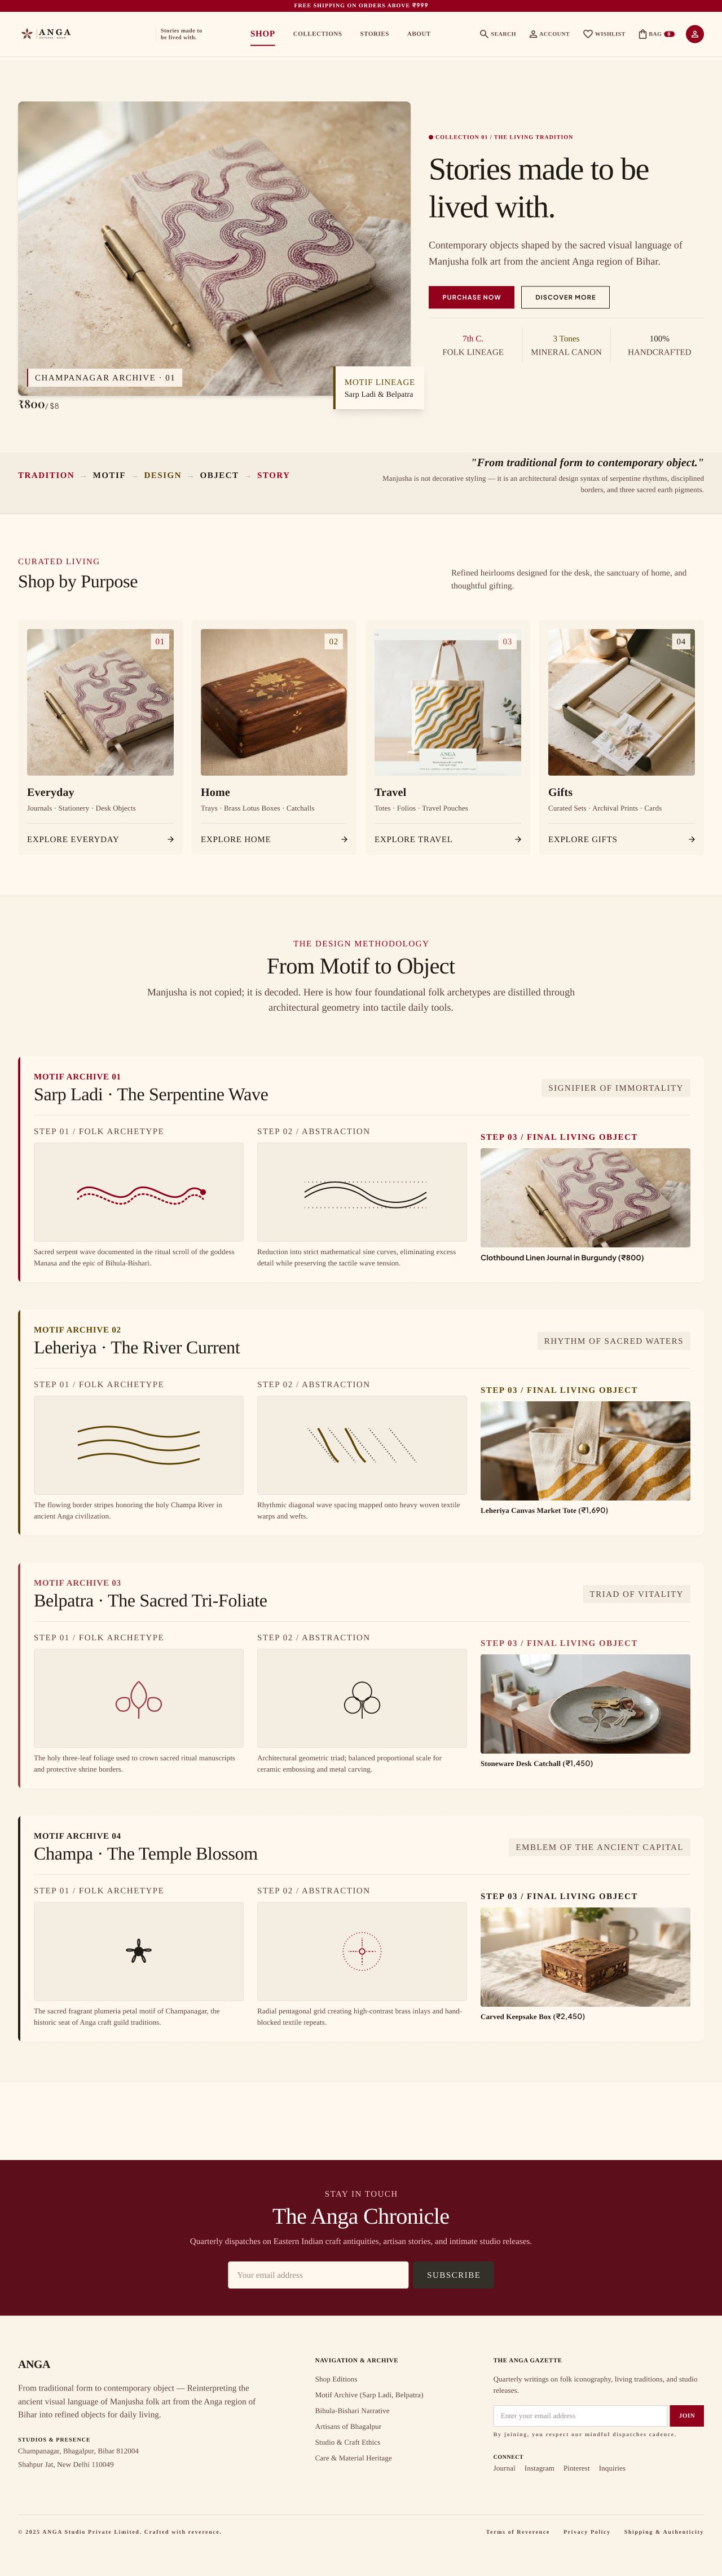 FREE SHIPPING ON ORDERS ABOVE ₹999
ANGA
Stories made to
be lived with.
SHOP
COLLECTIONS
STORIES
ABOUT
SEARCH
ACCOUNT
WISHLIST
BAG 0
COLLECTION 01 / THE LIVING TRADITION
Stories made to be
lived with.
Contemporary objects shaped by the sacred visual language of
Manjusha folk art from the ancient Anga region of Bihar.
PURCHASE NOW
DISCOVER MORE
7th C.
FOLK LINEAGE
3 Tones
MINERAL CANON
100%
HANDCRAFTED
CHAMPANAGAR ARCHIVE · 01
MOTIF LINEAGE
Sarp Ladi & Belpatra
₹800/ $8
TRADITION → MOTIF → DESIGN → OBJECT → STORY
"From traditional form to contemporary object."
Manjusha is not decorative styling — it is an architectural design syntax of serpentine rhythms, disciplined
borders, and three sacred earth pigments.
CURATED LIVING
Shop by Purpose
Refined heirlooms designed for the desk, the sanctuary of home, and
thoughtful gifting.
01
Everyday
Journals · Stationery · Desk Objects
EXPLORE EVERYDAY
02
Home
Trays · Brass Lotus Boxes · Catchalls
EXPLORE HOME
03
ANGA
Travel
Totes · Folios · Travel Pouches
EXPLORE TRAVEL
04
Gifts
Curated Sets · Archival Prints · Cards
EXPLORE GIFTS
THE DESIGN METHODOLOGY
From Motif to Object
Manjusha is not copied; it is decoded. Here is how four foundational folk archetypes are distilled through
architectural geometry into tactile daily tools.
MOTIF ARCHIVE 01
Sarp Ladi · The Serpentine Wave
SIGNIFIER OF IMMORTALITY
STEP 01 / FOLK ARCHETYPE
Sacred serpent wave documented in the ritual scroll of the goddess
Manasa and the epic of Bihula-Bishari.
STEP 02 / ABSTRACTION
Reduction into strict mathematical sine curves, eliminating excess
detail while preserving the tactile wave tension.
STEP 03 / FINAL LIVING OBJECT
Clothbound Linen Journal in Burgundy (₹800)
MOTIF ARCHIVE 02
Leheriya · The River Current
RHYTHM OF SACRED WATERS
STEP 01 / FOLK ARCHETYPE
The flowing border stripes honoring the holy Champa River in
ancient Anga civilization.
STEP 02 / ABSTRACTION
Rhythmic diagonal wave spacing mapped onto heavy woven textile
warps and wefts.
STEP 03 / FINAL LIVING OBJECT
Leheriya Canvas Market Tote (₹1,690)
MOTIF ARCHIVE 03
Belpatra · The Sacred Tri-Foliate
TRIAD OF VITALITY
STEP 01 / FOLK ARCHETYPE
The holy three-leaf foliage used to crown sacred ritual manuscripts
and protective shrine borders.
STEP 02 / ABSTRACTION
Architectural geometric triad; balanced proportional scale for
ceramic embossing and metal carving.
STEP 03 / FINAL LIVING OBJECT
Stoneware Desk Catchall (₹1,450)
MOTIF ARCHIVE 04
Champa · The Temple Blossom
EMBLEM OF THE ANCIENT CAPITAL
STEP 01 / FOLK ARCHETYPE
The sacred fragrant plumeria petal motif of Champanagar, the
historic seat of Anga craft guild traditions.
STEP 02 / ABSTRACTION
Radial pentagonal grid creating high-contrast brass inlays and hand-
blocked textile repeats.
STEP 03 / FINAL LIVING OBJECT
Carved Keepsake Box (₹2,450)
STAY IN TOUCH
The Anga Chronicle
Quarterly dispatches on Eastern Indian craft antiquities, artisan stories, and intimate studio releases.
Your email address
SUBSCRIBE
ANGA
From traditional form to contemporary object — Reinterpreting the
ancient visual language of Manjusha folk art from the Anga region of
Bihar into refined objects for daily living.
STUDIOS & PRESENCE
Champanagar, Bhagalpur, Bihar 812004
Shahpur Jat, New Delhi 110049
NAVIGATION & ARCHIVE
Shop Editions
Motif Archive (Sarp Ladi, Belpatra)
Bihula-Bishari Narrative
Artisans of Bhagalpur
Studio & Craft Ethics
Care & Material Heritage
THE ANGA GAZETTE
Quarterly writings on folk iconography, living traditions, and studio
releases.
Enter your email address
JOIN
By joining, you respect our mindful dispatches cadence.
CONNECT
Journal Instagram Pinterest Inquiries
© 2025 ANGA Studio Private Limited. Crafted with reverence.
Terms of Reverence Privacy Policy Shipping & Authenticity